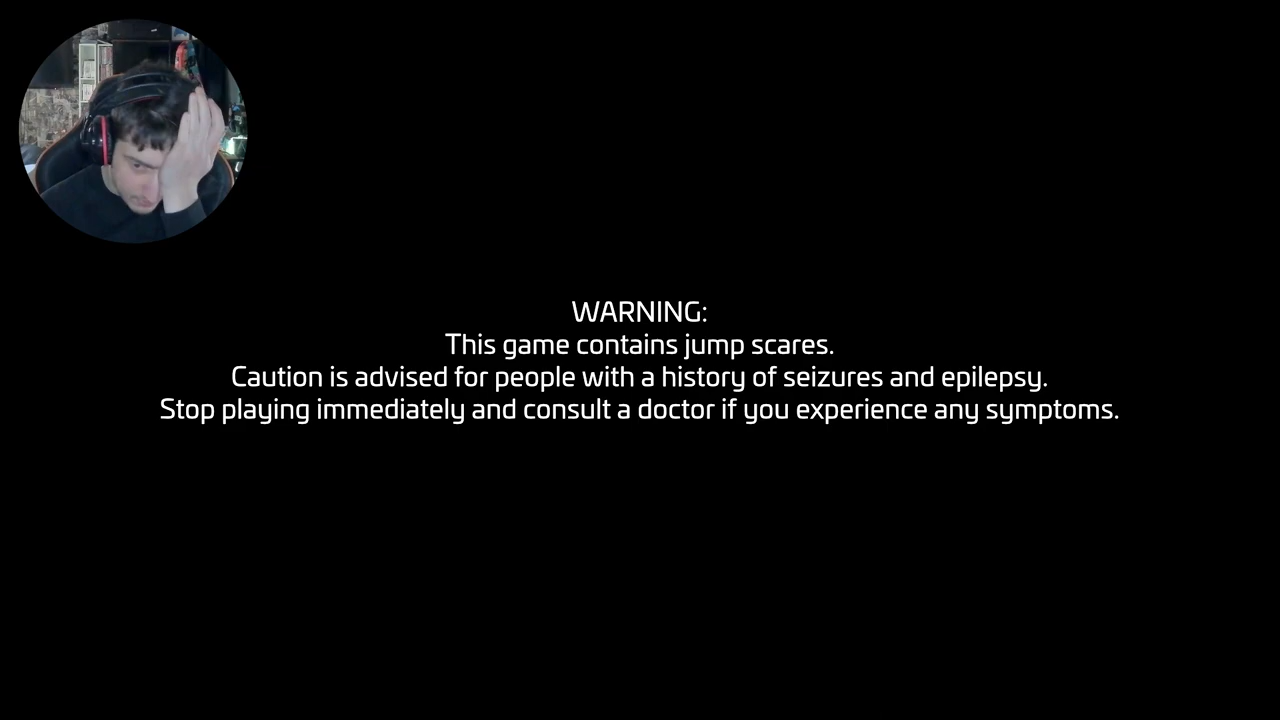 WARNING:
This game contains jump scares.
Caution is advised for people with a history of seizures and epilepsy.
Stop playing immediately and consult a doctor if you experience any symptoms.